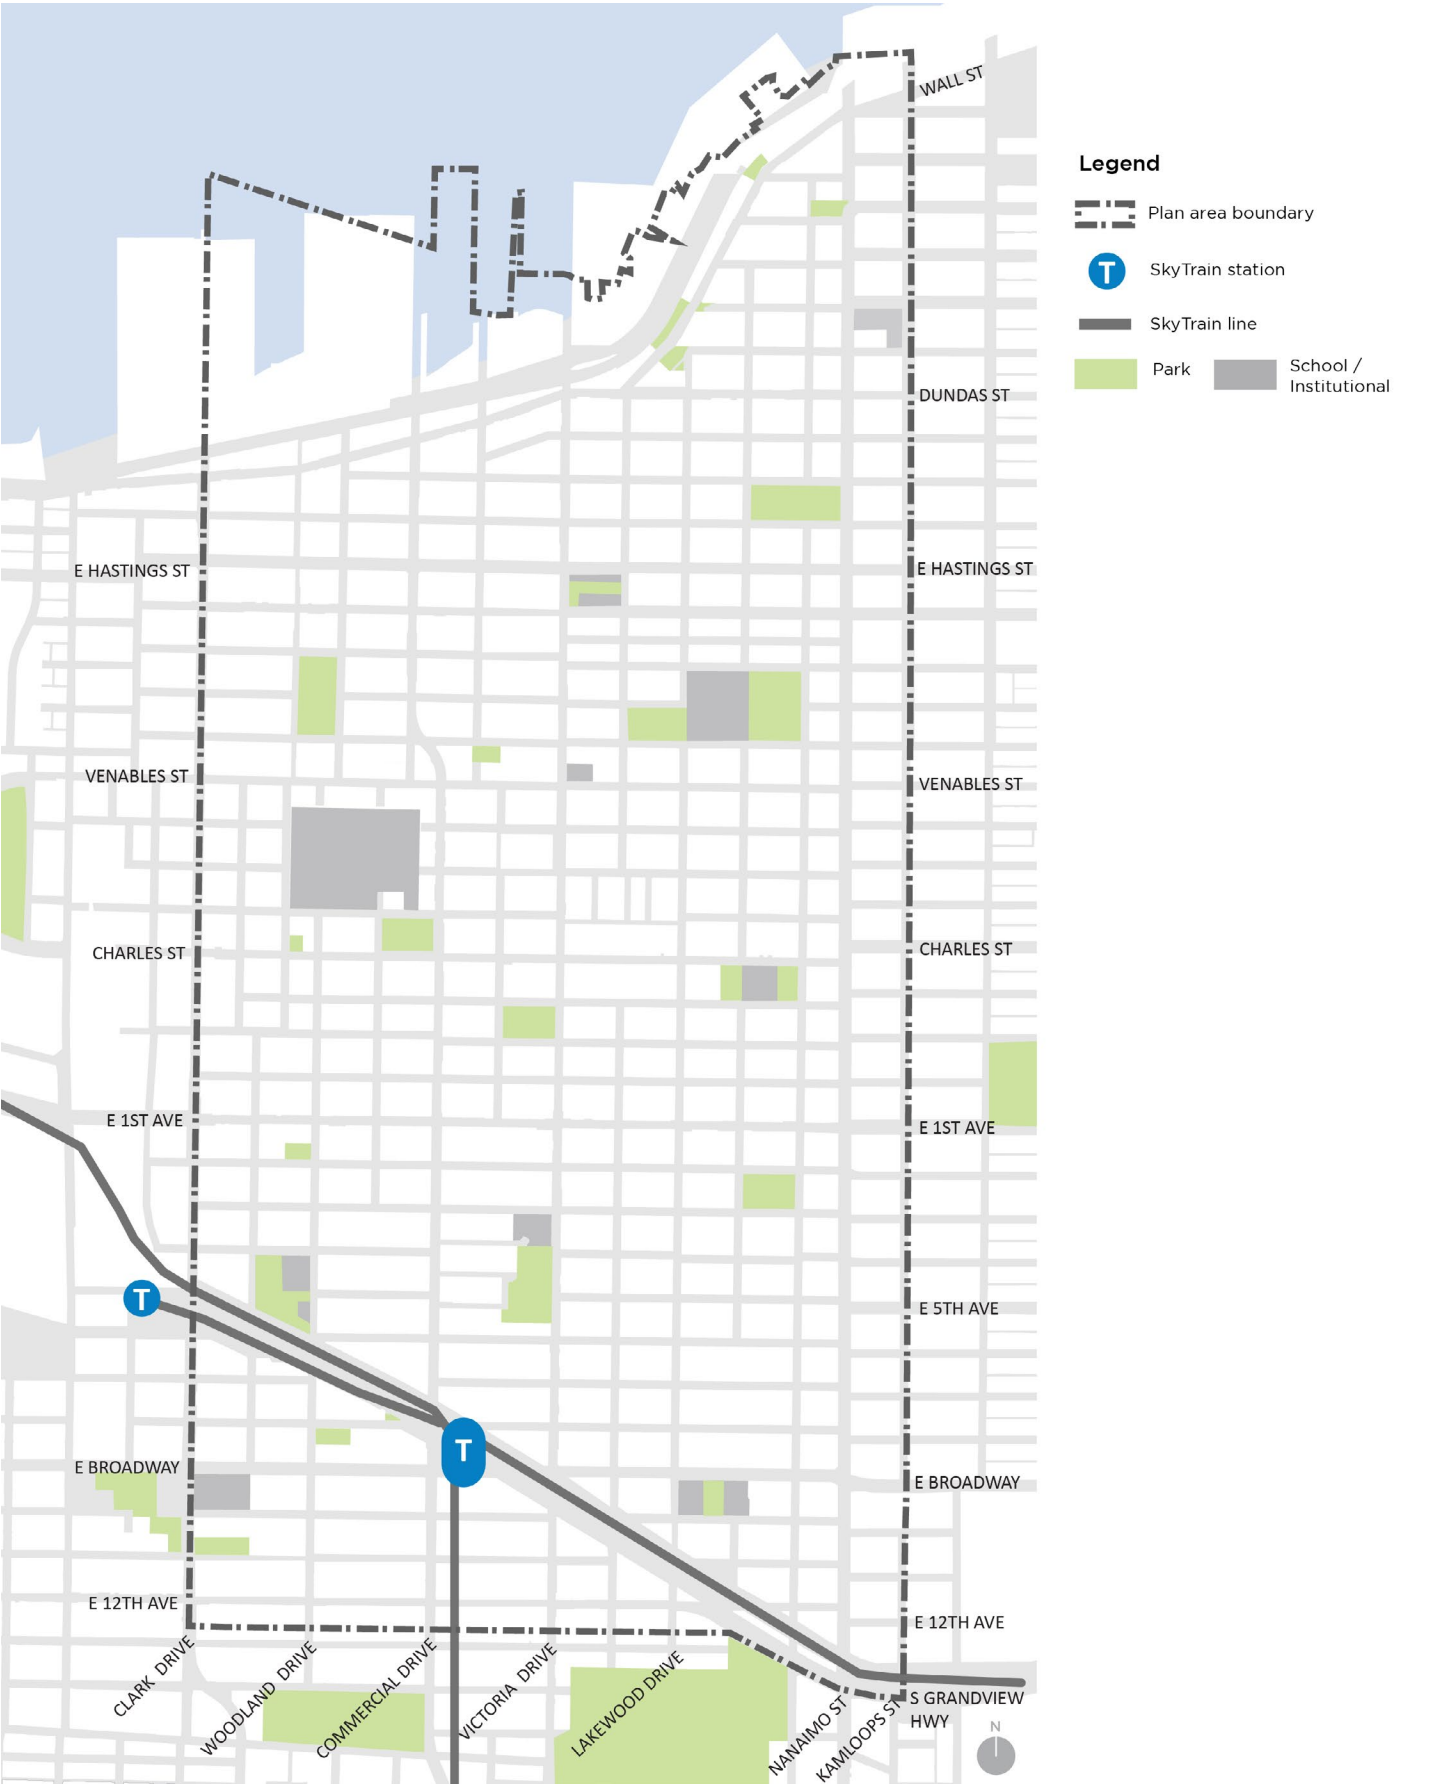 WALL ST
Legend
Plan area boundary
T
SkyTrain station
SkyTrain line
Park
School /
Institutional
DUNDAS ST
E HASTINGS ST
E HASTINGS ST
VENABLES ST
VENABLES ST
CHARLES ST
CHARLES ST
E 1ST AVE
E 1ST AVE
T
E 5TH AVE
T
E BROADWAY
E BROADWAY
E 12TH AVE
E 12TH AVE
CLARK DRIVE
WOODLAND DRIVE
COMMERCIAL DRIVE
VICTORIA DRIVE
LAKEWOOD DRIVE
NANAIMO ST
KAMLOOPS ST
S GRANDVIEW
HWY
N